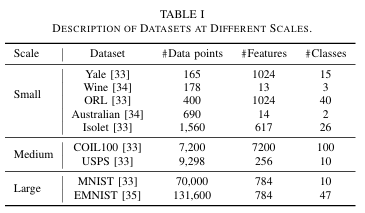 TABLE I
DESCRIPTION OF DATASETS AT DIFFERENT SCALES.
Scale Dataset #Data points #Features #Classes
Small
Yale [33] 165 1024 15
Wine [34] 178 13 3
ORL [33] 400 1024 40
Australian [34] 690 14 2
Isolet [33] 1,560 617 26
Medium
COIL100 [33] 7,200 7200 100
USPS [33] 9,298 256 10
Large
MNIST [33] 70,000 784 10
EMNIST [35] 131,600 784 47